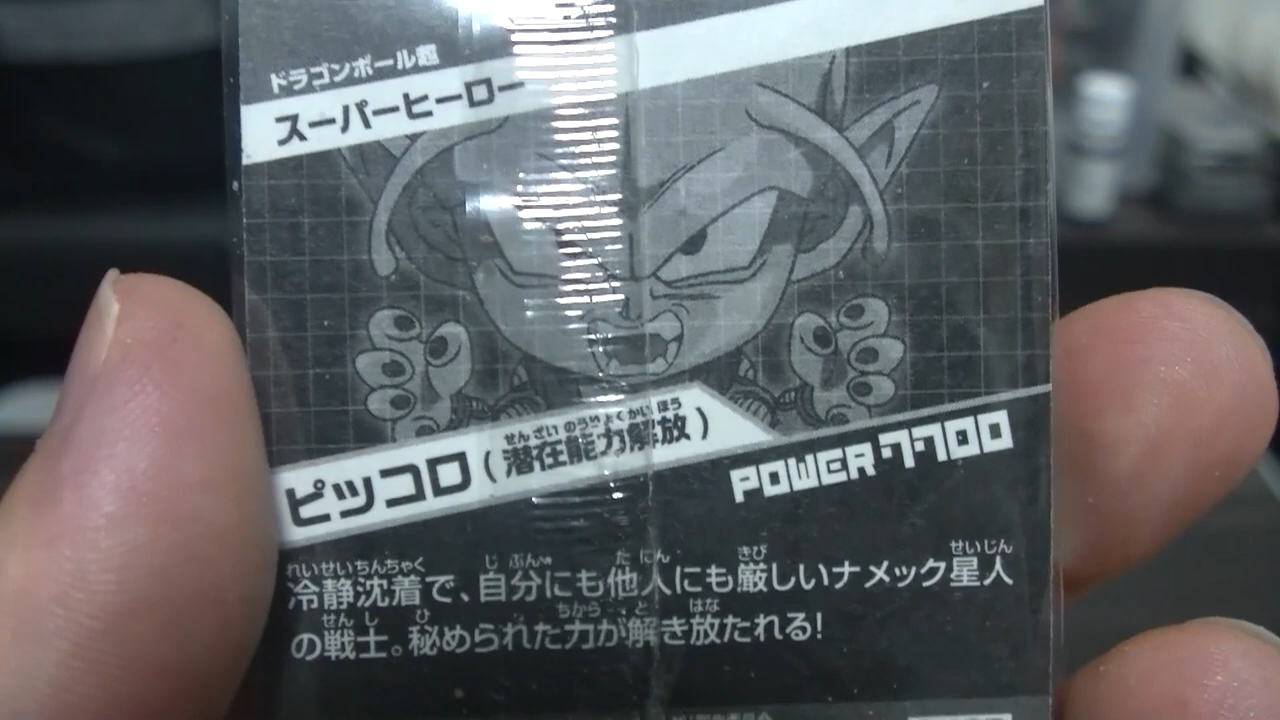 ドラゴンボール超
スーパーヒーロー
せんざいのうりょくかいほう
ピッコロ(潜在能力解放)
POWER 7700
れいせいちんちゃく じぶん たにん きび せいじん
冷静沈着で、自分にも他人にも厳しいナメック星人
せんし ひ ちから と はな
の戦士。秘められた力が解き放たれる!